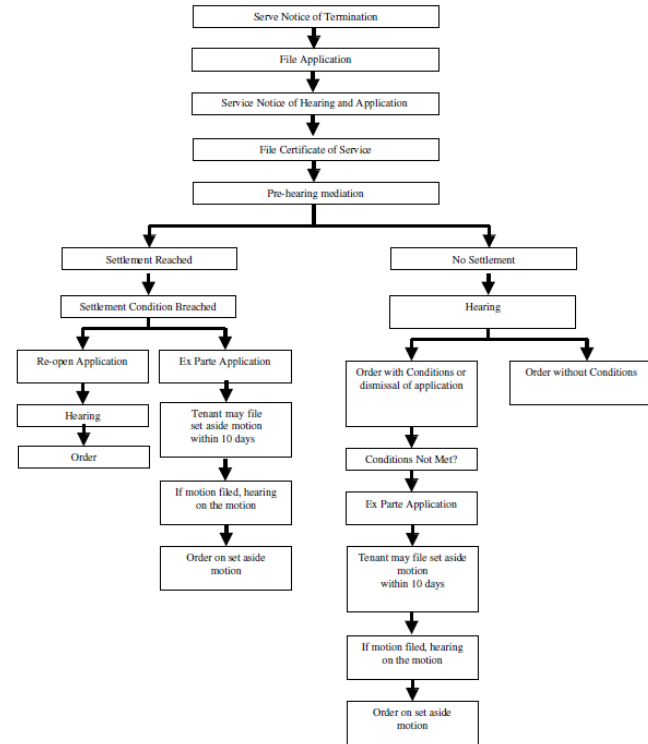 Serve Notice of Termination
File Application
Service Notice of Hearing and Application
File Certificate of Service
Pre-hearing mediation
Settlement Reached
No Settlement
Settlement Condition Breached
Hearing
Re-open Application
Ex Parte Application
Order with Conditions or
dismissal of application
Order without Conditions
Hearing
Tenant may file
set aside motion
within 10 days
Order
Conditions Not Met?
If motion filed, hearing
on the motion
Ex Parte Application
Order on set aside
motion
Tenant may file set aside
motion
within 10 days
If motion filed, hearing
on the motion
Order on set aside
motion